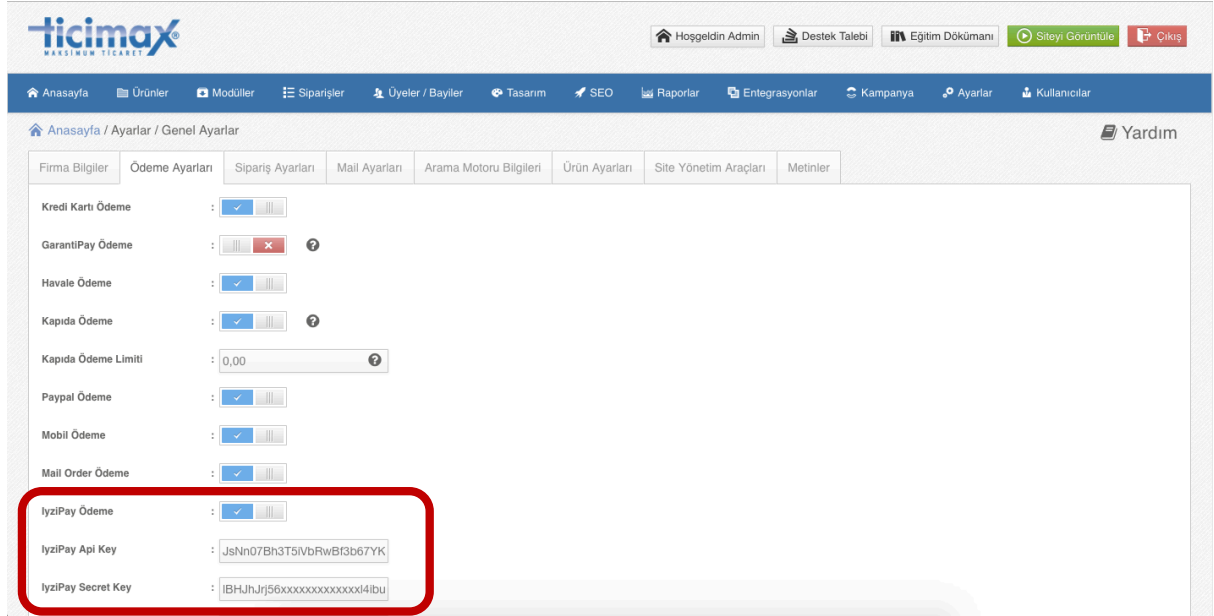 ticimax®
MAKSİMUM TİCARET
Hoşgeldin Admin Destek Talebi Eğitim Dökümanı Siteyi Görüntüle Çıkış
Anasayfa Ürünler Modüller Siparişler Üyeler / Bayiler Tasarım SEO Raporlar Entegrasyonlar Kampanya Ayarlar Kullanıcılar
Anasayfa / Ayarlar / Genel Ayarlar Yardım
Firma Bilgiler Ödeme Ayarları Sipariş Ayarları Mail Ayarları Arama Motoru Bilgileri Ürün Ayarları Site Yönetim Araçları Metinler
Kredi Kartı Ödeme :
GarantiPay Ödeme :
Havale Ödeme :
Kapıda Ödeme :
Kapıda Ödeme Limiti : 0,00
Paypal Ödeme :
Mobil Ödeme :
Mail Order Ödeme :
IyziPay Ödeme :
IyziPay Api Key : JsNn07Bh3T5iVbRwBf3b67YK
IyziPay Secret Key : IBHJhJrj56xxxxxxxxxxxxxl4ibu